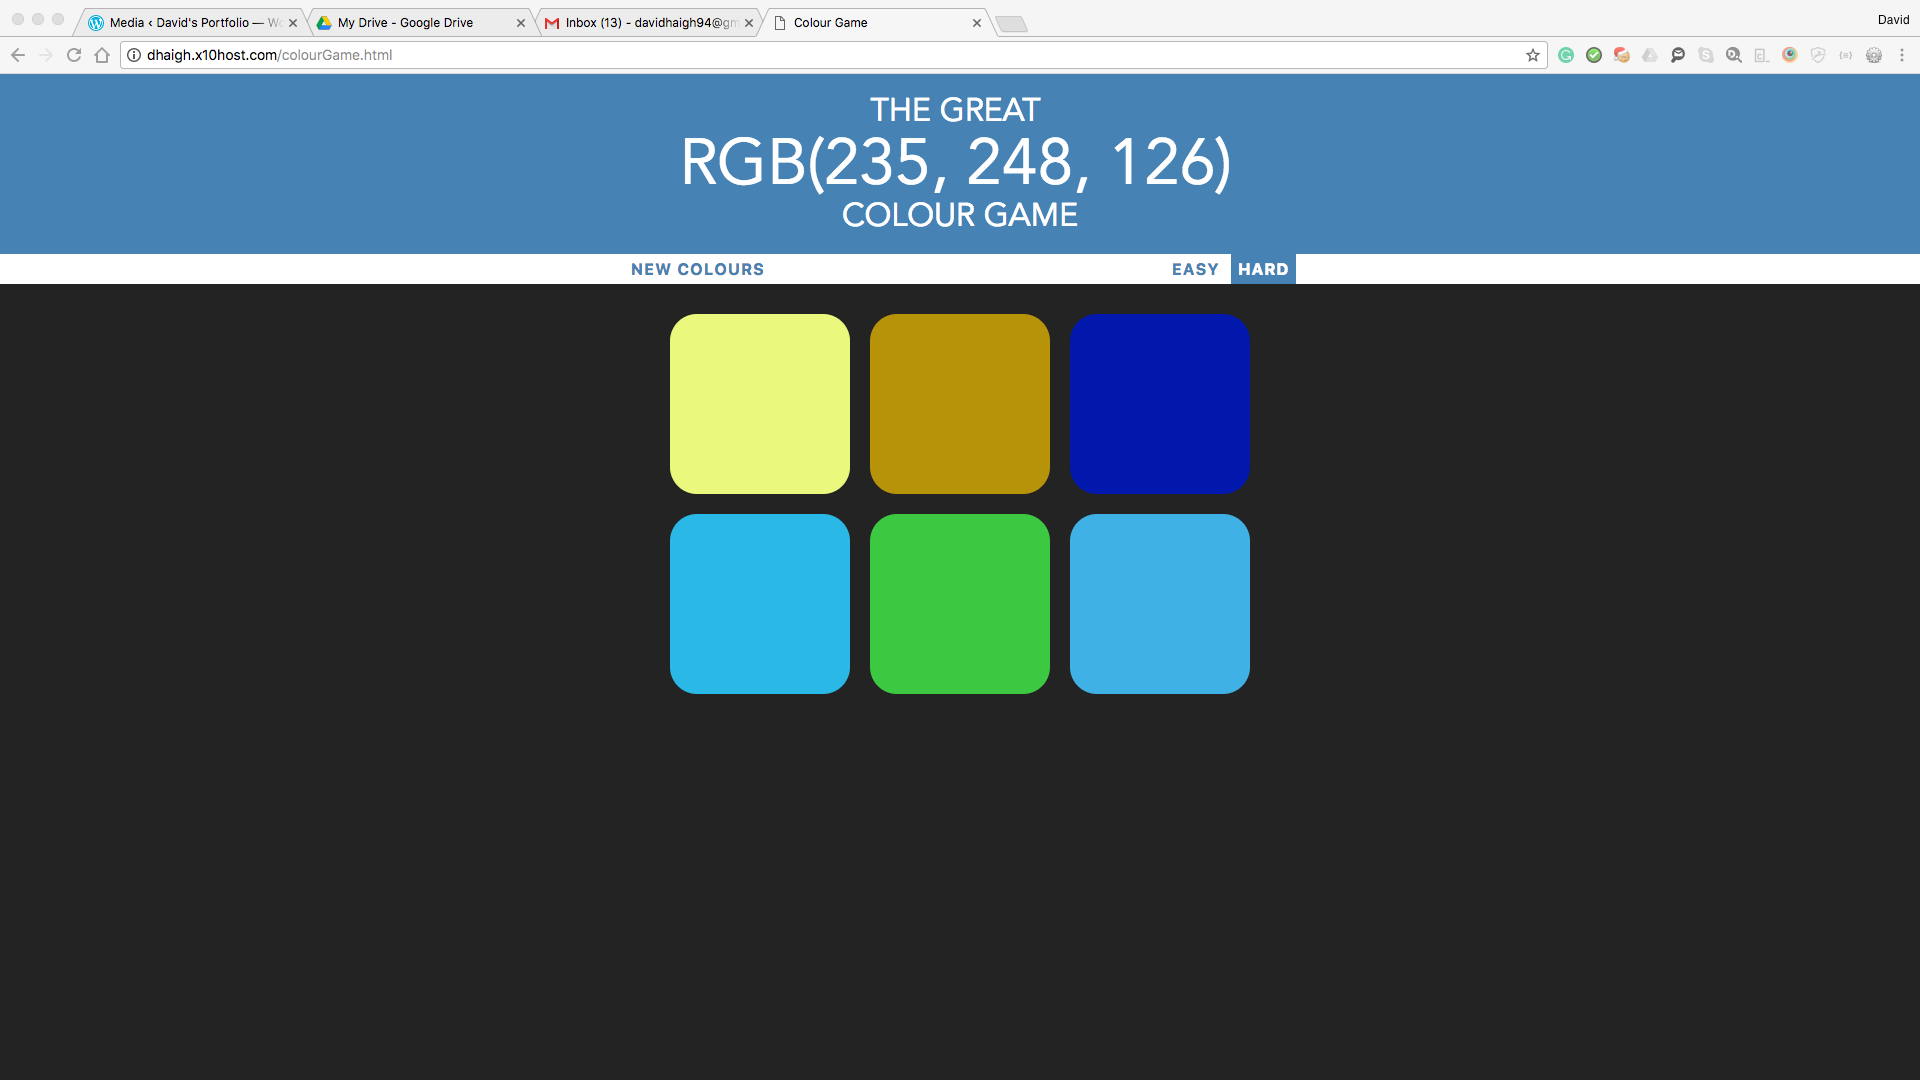 Media ‹ David's Portfolio — Wo
My Drive - Google Drive
Inbox (13) - davidhaigh94@gm
Colour Game
David
dhaigh.x10host.com/colourGame.html
THE GREAT
RGB(235, 248, 126)
COLOUR GAME
NEW COLOURS
EASY
HARD